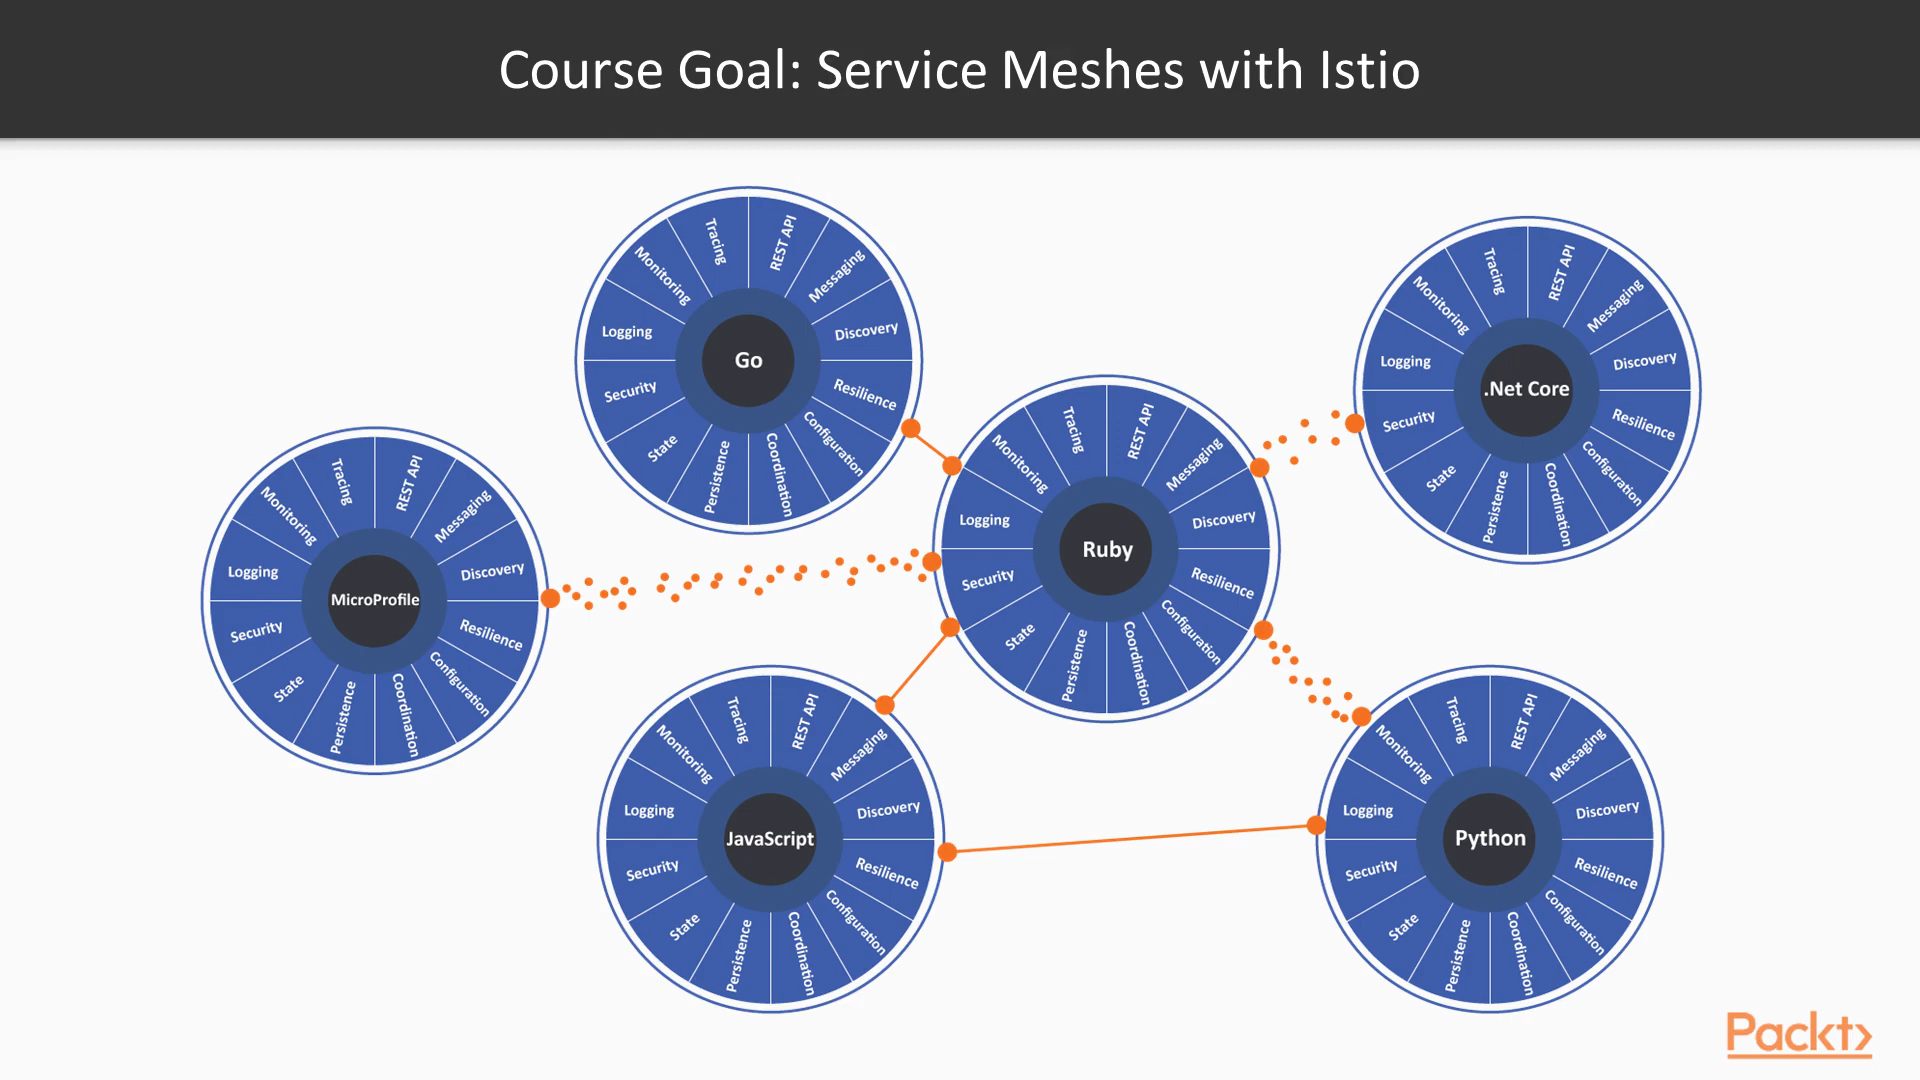 Course Goal: Service Meshes with Istio
Go
Tracing
REST API
Messaging
Discovery
Resilience
Configuration
Coordination
Persistence
State
Security
Logging
Monitoring
.Net Core
Tracing
REST API
Messaging
Discovery
Resilience
Configuration
Coordination
Persistence
State
Security
Logging
Monitoring
MicroProfile
Tracing
REST API
Messaging
Discovery
Resilience
Configuration
Coordination
Persistence
State
Security
Logging
Monitoring
Ruby
Tracing
REST API
Messaging
Discovery
Resilience
Configuration
Coordination
Persistence
State
Security
Logging
Monitoring
JavaScript
Tracing
REST API
Messaging
Discovery
Resilience
Configuration
Coordination
Persistence
State
Security
Logging
Monitoring
Python
Tracing
REST API
Messaging
Discovery
Resilience
Configuration
Coordination
Persistence
State
Security
Logging
Monitoring
Packt>